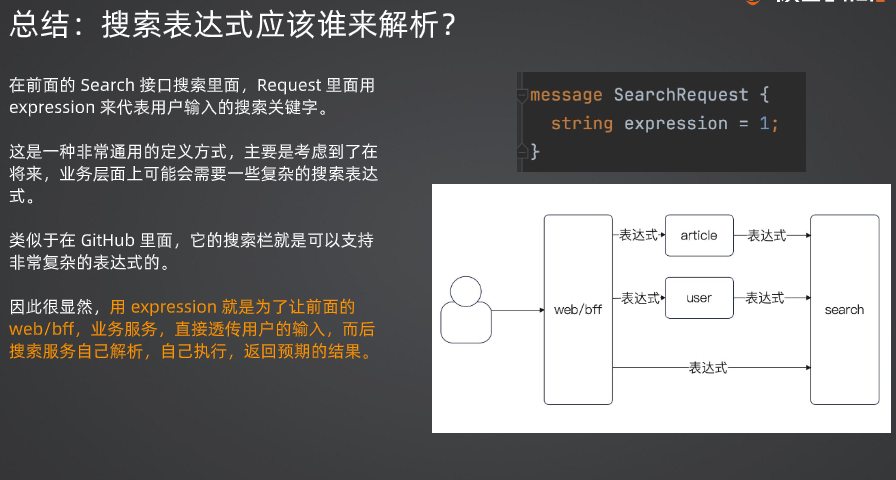 总结：搜索表达式应该谁来解析？
在前面的 Search 接口搜索里面，Request 里面用
expression 来代表用户输入的搜索关键字。
这是一种非常通用的定义方式，主要是考虑到了在
将来，业务层面上可能会需要一些复杂的搜索表达
式。
类似于在 GitHub 里面，它的搜索栏就是可以支持
非常复杂的表达式的。
因此很显然，用 expression 就是为了让前面的
web/bff，业务服务，直接透传用户的输入，而后
搜索服务自己解析，自己执行，返回预期的结果。
message SearchRequest {
string expression = 1;
}
表达式
article
表达式
web/bff
表达式
user
表达式
search
表达式